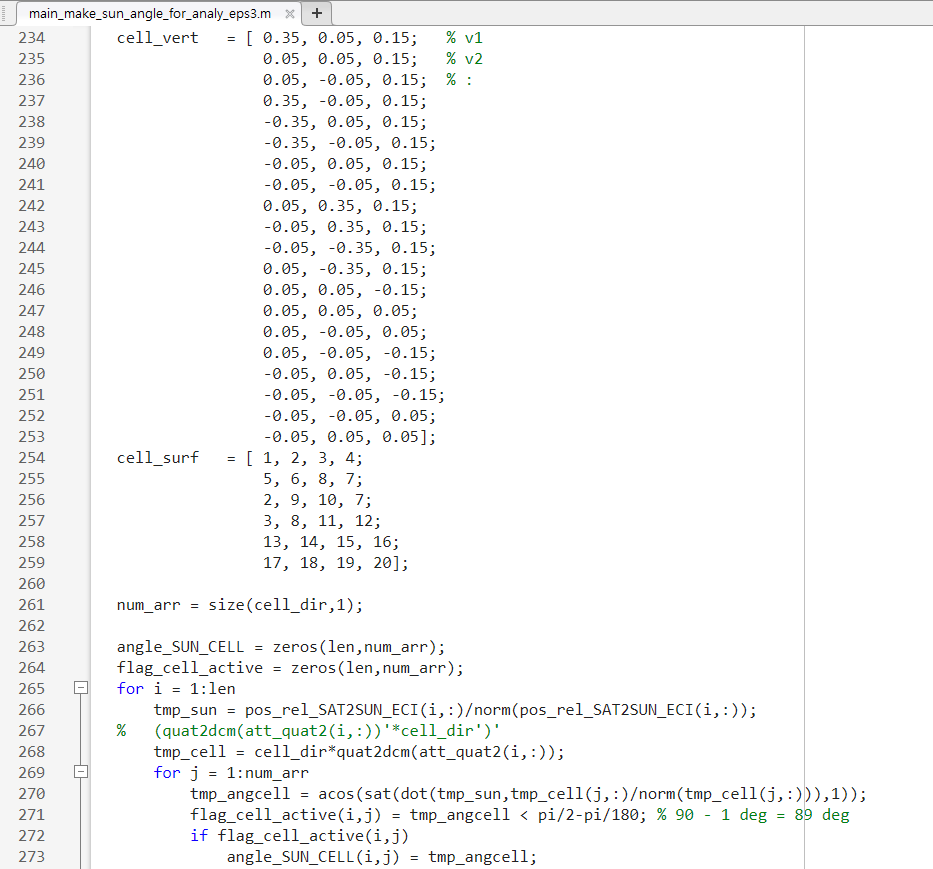 main_make_sun_angle_for_analy_eps3.m × +
234 cell_vert = [ 0.35, 0.05, 0.15; % v1
235 0.05, 0.05, 0.15; % v2
236 0.05, -0.05, 0.15; % :
237 0.35, -0.05, 0.15;
238 -0.35, 0.05, 0.15;
239 -0.35, -0.05, 0.15;
240 -0.05, 0.05, 0.15;
241 -0.05, -0.05, 0.15;
242 0.05, 0.35, 0.15;
243 -0.05, 0.35, 0.15;
244 -0.05, -0.35, 0.15;
245 0.05, -0.35, 0.15;
246 0.05, 0.05, -0.15;
247 0.05, 0.05, 0.05;
248 0.05, -0.05, 0.05;
249 0.05, -0.05, -0.15;
250 -0.05, 0.05, -0.15;
251 -0.05, -0.05, -0.15;
252 -0.05, -0.05, 0.05;
253 -0.05, 0.05, 0.05];
254 cell_surf = [ 1, 2, 3, 4;
255 5, 6, 8, 7;
256 2, 9, 10, 7;
257 3, 8, 11, 12;
258 13, 14, 15, 16;
259 17, 18, 19, 20];
260
261 num_arr = size(cell_dir,1);
262
263 angle_SUN_CELL = zeros(len,num_arr);
264 flag_cell_active = zeros(len,num_arr);
265 for i = 1:len
266 tmp_sun = pos_rel_SAT2SUN_ECI(i,:)/norm(pos_rel_SAT2SUN_ECI(i,:));
267 % (quat2dcm(att_quat2(i,:))'*cell_dir')'
268 tmp_cell = cell_dir*quat2dcm(att_quat2(i,:));
269 for j = 1:num_arr
270 tmp_angcell = acos(sat(dot(tmp_sun,tmp_cell(j,:)/norm(tmp_cell(j,:))),1));
271 flag_cell_active(i,j) = tmp_angcell < pi/2-pi/180; % 90 - 1 deg = 89 deg
272 if flag_cell_active(i,j)
273 angle_SUN_CELL(i,j) = tmp_angcell;